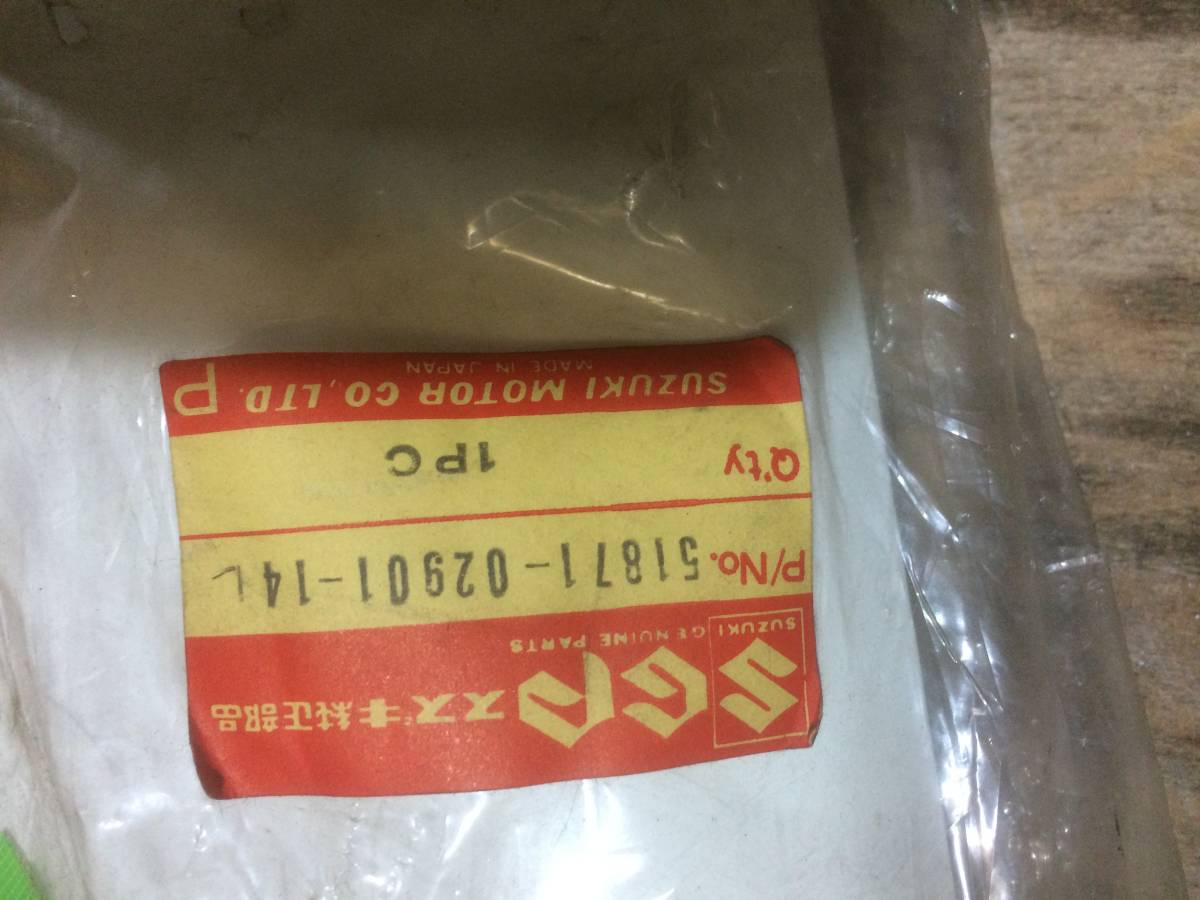 SGP スズキ純正部品
SUZUKI GENUINE PARTS
P/No. 51871-02901-14L
Q'ty 1PC
SUZUKI MOTOR CO., LTD. P
MADE IN JAPAN